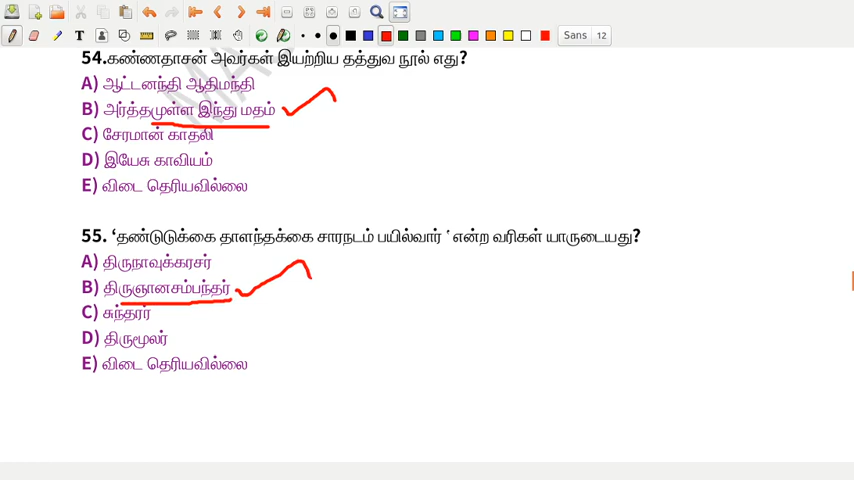 Sans 12
54.கண்ணதாசன் அவர்கள் இயற்றிய தத்துவ நூல் எது?
A) ஆட்டனந்தி ஆதிமந்தி
B) அர்த்தமுள்ள இந்து மதம்
C) சேரமான் காதலி
D) இயேசு காவியம்
E) விடை தெரியவில்லை
55. ‘தண்டுடுக்கை தாளந்தக்கை சாரநடம் பயில்வார் ‘ என்ற வரிகள் யாருடையது?
A) திருநாவுக்கரசர்
B) திருஞானசம்பந்தர்
C) சுந்தரர்
D) திருமூலர்
E) விடை தெரியவில்லை